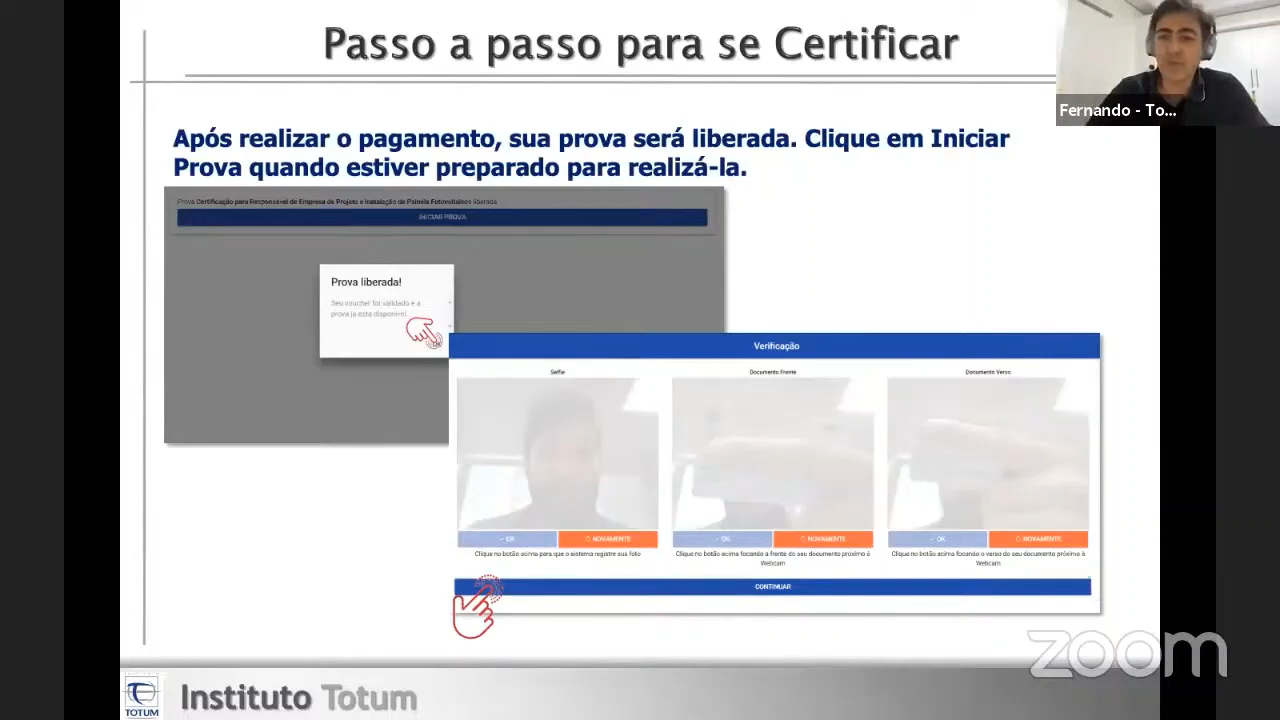 Passo a passo para se Certificar
Fernando - To...
Após realizar o pagamento, sua prova será liberada. Clique em Iniciar
Prova quando estiver preparado para realizá-la.
Prova Certificação para Responsável de Empresa de Projeto e Instalação de Painéis Fotovoltaicos liberada
INICIAR PROVA
Prova liberada!
Seu voucher foi validado e a
prova já está disponível
Verificação
Selfie
Documento Frente
Documento Verso
OK
NOVAMENTE
OK
NOVAMENTE
OK
NOVAMENTE
Clique no botão acima para que o sistema registre sua foto
Clique no botão acima focando a frente do seu documento próximo à
Webcam
Clique no botão acima focando o verso do seu documento próximo à
Webcam
CONTINUAR
zoom
TOTUM
Instituto Totum